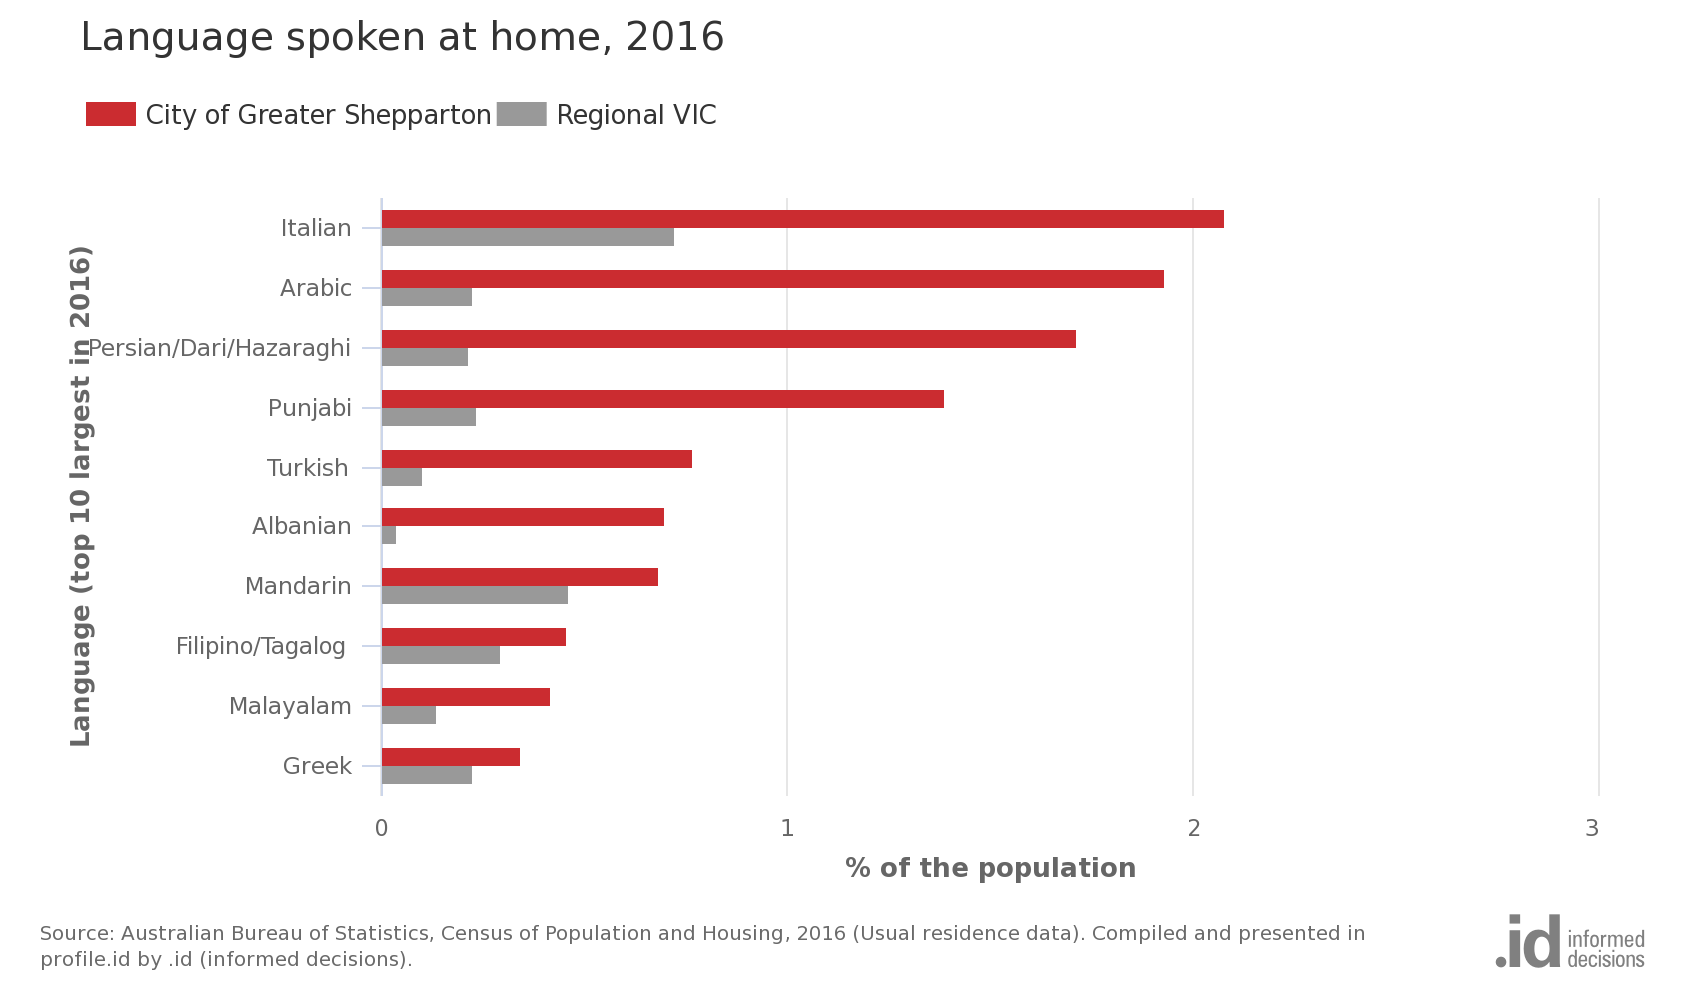 Language spoken at home, 2016
City of Greater Shepparton Regional VIC
Language (top 10 largest in 2016)
Italian
Arabic
Persian/Dari/Hazaraghi
Punjabi
Turkish
Albanian
Mandarin
Filipino/Tagalog
Malayalam
Greek
0 1 2 3
% of the population
Source: Australian Bureau of Statistics, Census of Population and Housing, 2016 (Usual residence data). Compiled and presented in
profile.id by .id (informed decisions).
.id informed
decisions